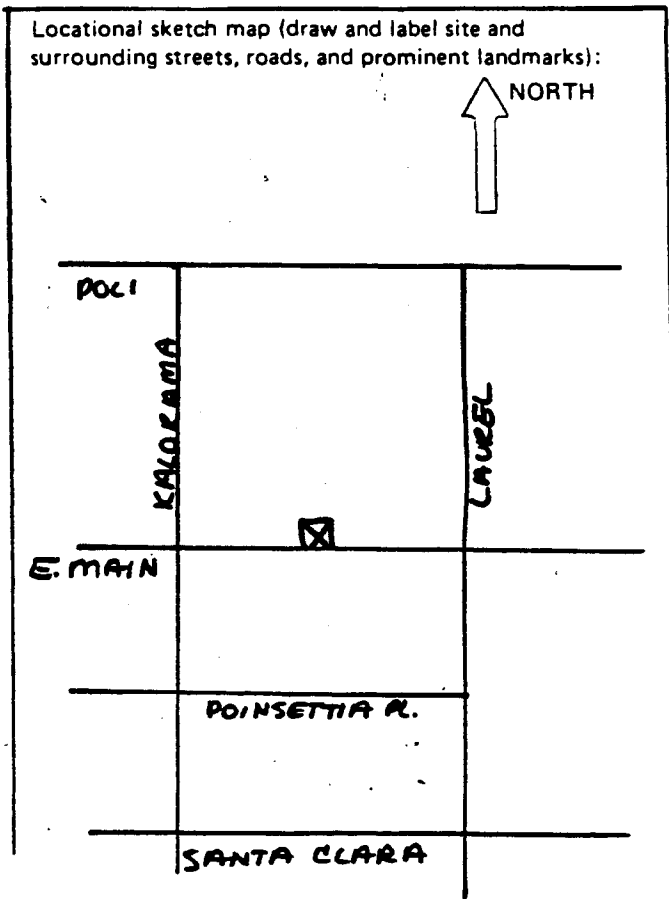 Locational sketch map (draw and label site and
surrounding streets, roads, and prominent landmarks):
NORTH
POLI
KALORAMA
LAUREL
E. MAIN
POINSETTIA PL.
SANTA CLARA